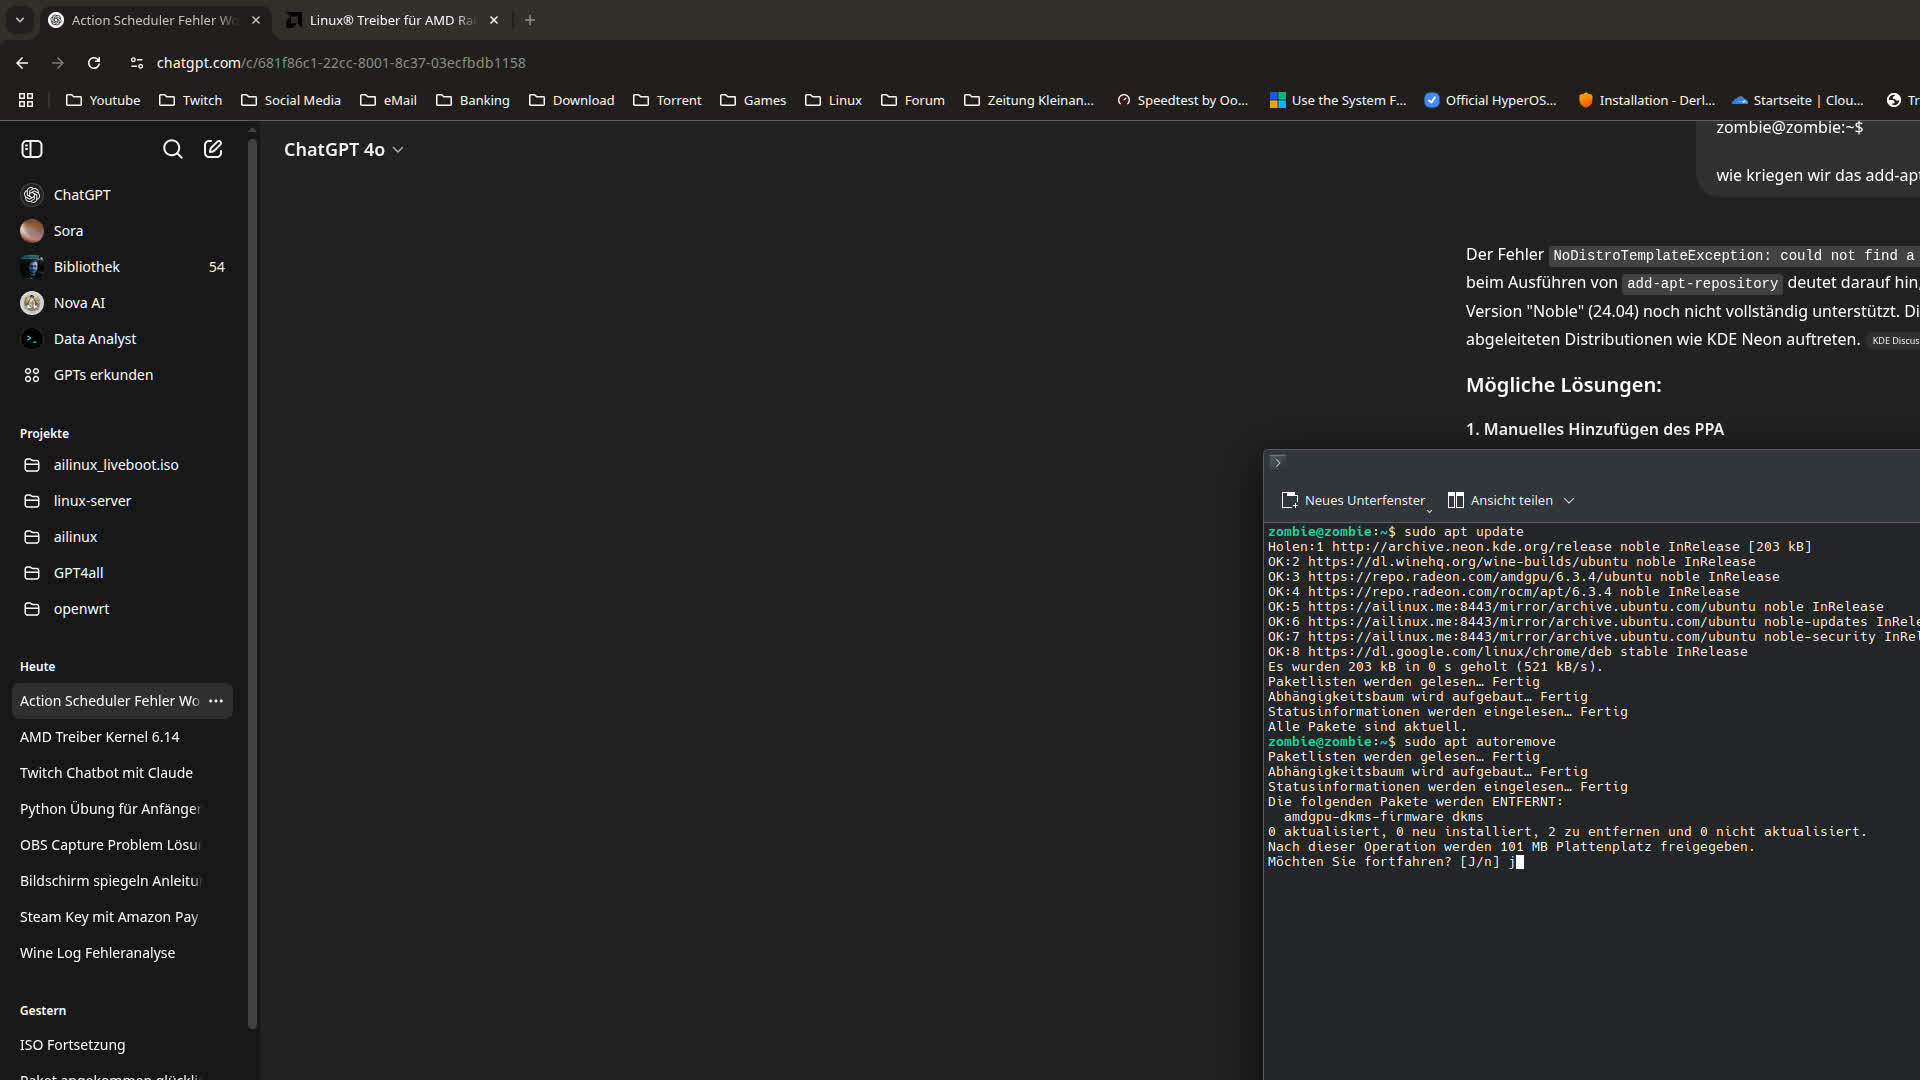 Action Scheduler Fehler Wo
Linux® Treiber für AMD Ra
chatgpt.com/c/681f86c1-22cc-8001-8c37-03ecfbdb1158
Youtube Twitch Social Media eMail Banking Download Torrent Games Linux Forum Zeitung Kleinan... Speedtest by Oo... Use the System F... Official HyperOS... Installation - Derl... Startseite | Clou... Tr
ChatGPT 4o
ChatGPT
Sora
Bibliothek 54
Nova AI
Data Analyst
GPTs erkunden
Projekte
ailinux_liveboot.iso
linux-server
ailinux
GPT4all
openwrt
Heute
Action Scheduler Fehler Wo
AMD Treiber Kernel 6.14
Twitch Chatbot mit Claude
Python Übung für Anfänger
OBS Capture Problem Lösu
Bildschirm spiegeln Anleitu
Steam Key mit Amazon Pay
Wine Log Fehleranalyse
Gestern
ISO Fortsetzung
Paket angekommen glückli
zombie@zombie:~$
wie kriegen wir das add-apt
Der Fehler NoDistroTemplateException: could not find a
beim Ausführen von add-apt-repository deutet darauf hin,
Version "Noble" (24.04) noch nicht vollständig unterstützt. Di
abgeleiteten Distributionen wie KDE Neon auftreten. KDE Discus
Mögliche Lösungen:
1. Manuelles Hinzufügen des PPA
Neues Unterfenster Ansicht teilen
zombie@zombie:~$ sudo apt update
Holen:1 http://archive.neon.kde.org/release noble InRelease [203 kB]
OK:2 https://dl.winehq.org/wine-builds/ubuntu noble InRelease
OK:3 https://repo.radeon.com/amdgpu/6.3.4/ubuntu noble InRelease
OK:4 https://repo.radeon.com/rocm/apt/6.3.4 noble InRelease
OK:5 https://ailinux.me:8443/mirror/archive.ubuntu.com/ubuntu noble InRelease
OK:6 https://ailinux.me:8443/mirror/archive.ubuntu.com/ubuntu noble-updates InRele
OK:7 https://ailinux.me:8443/mirror/archive.ubuntu.com/ubuntu noble-security InRel
OK:8 https://dl.google.com/linux/chrome/deb stable InRelease
Es wurden 203 kB in 0 s geholt (521 kB/s).
Paketlisten werden gelesen… Fertig
Abhängigkeitsbaum wird aufgebaut… Fertig
Statusinformationen werden eingelesen… Fertig
Alle Pakete sind aktuell.
zombie@zombie:~$ sudo apt autoremove
Paketlisten werden gelesen… Fertig
Abhängigkeitsbaum wird aufgebaut… Fertig
Statusinformationen werden eingelesen… Fertig
Die folgenden Pakete werden ENTFERNT:
amdgpu-dkms-firmware dkms
0 aktualisiert, 0 neu installiert, 2 zu entfernen und 0 nicht aktualisiert.
Nach dieser Operation werden 101 MB Plattenplatz freigegeben.
Möchten Sie fortfahren? [J/n] j